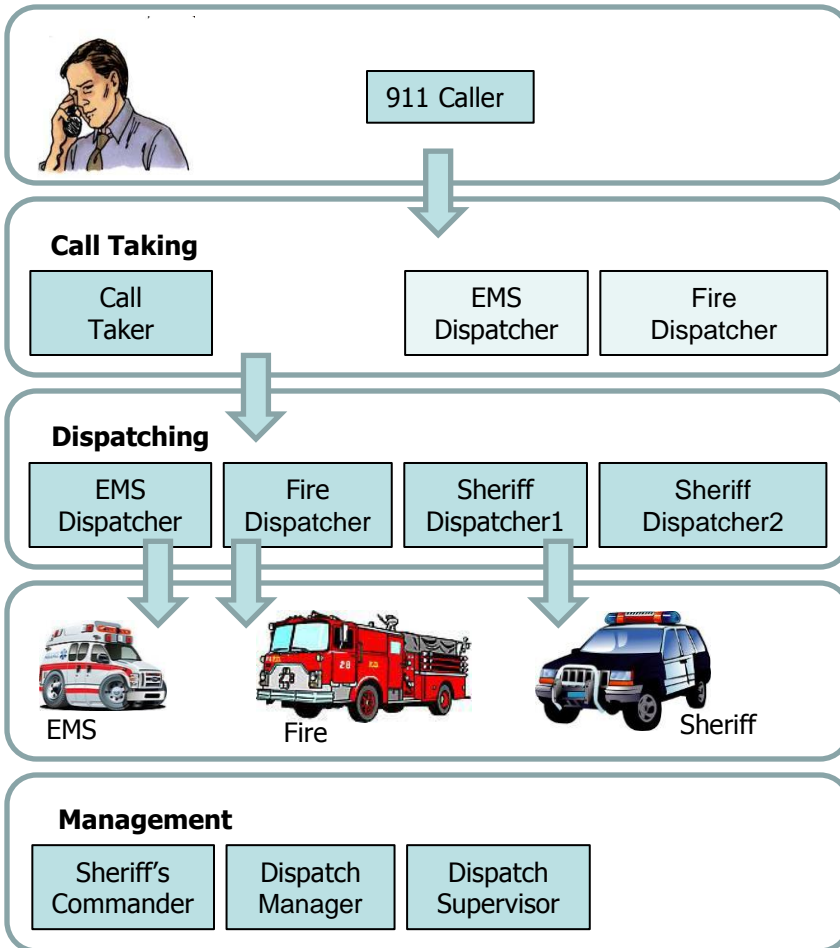 911 Caller
Call Taking
Call
Taker
EMS
Dispatcher
Fire
Dispatcher
Dispatching
EMS
Dispatcher
Fire
Dispatcher
Sheriff
Dispatcher1
Sheriff
Dispatcher2
28
EMS
Fire
Sheriff
Management
Sheriff's
Commander
Dispatch
Manager
Dispatch
Supervisor